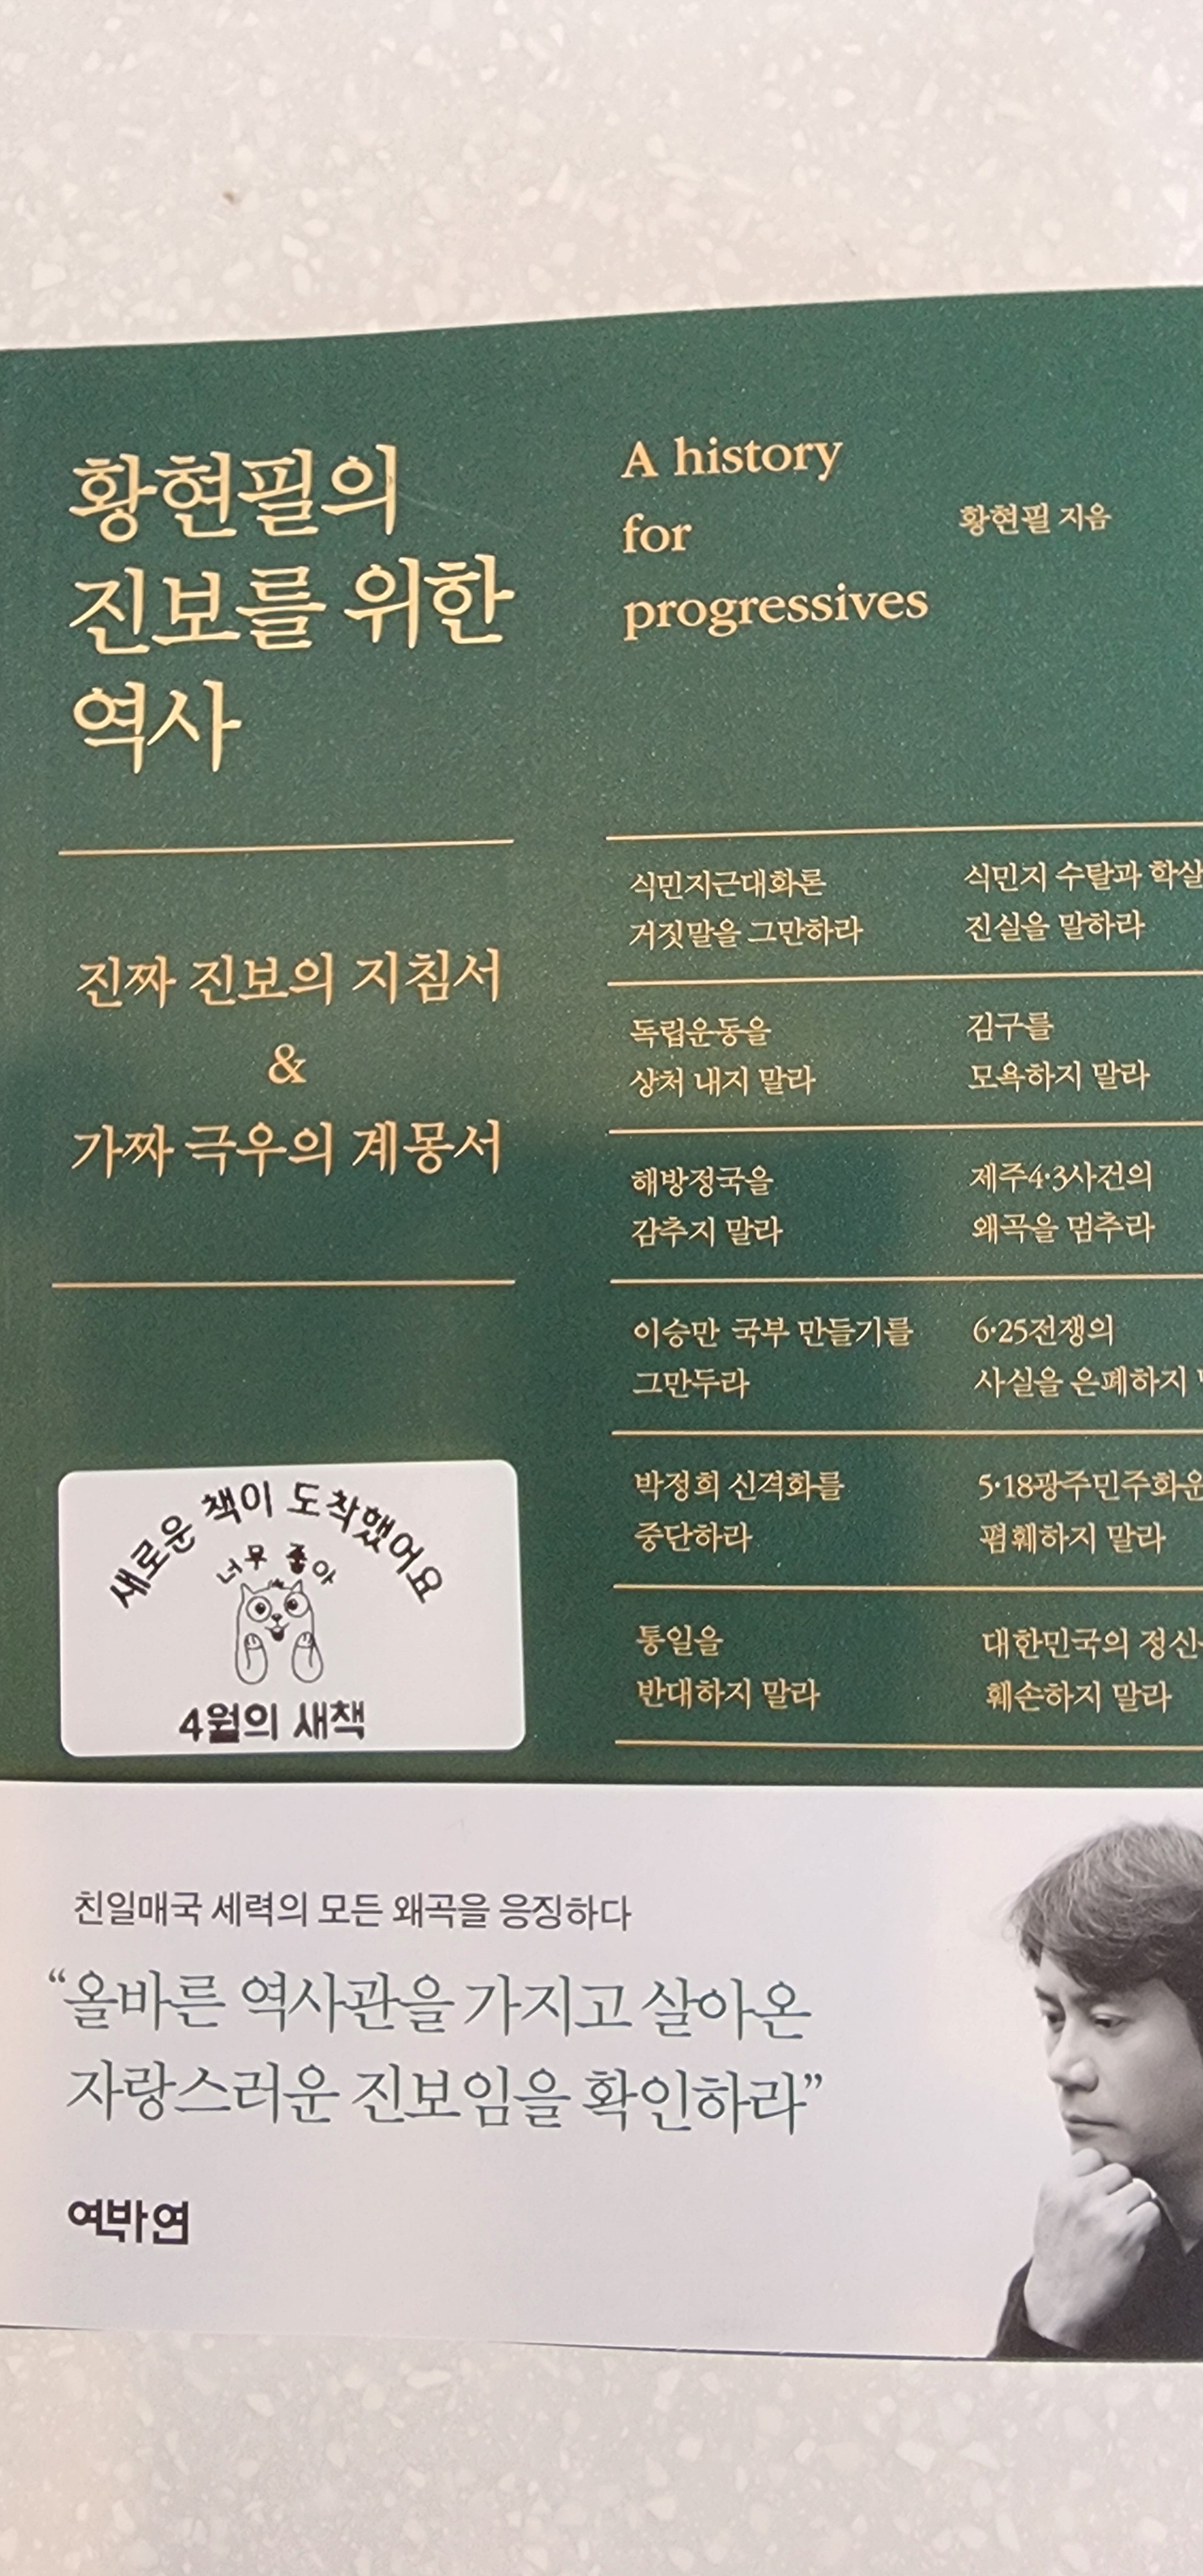 황현필의
진보를 위한
역사
A history
for
progressives
황현필 지음
진짜 진보의 지침서
&
가짜 극우의 계몽서
식민지근대화론
거짓말을 그만하라
식민지 수탈과 학살
진실을 말하라
독립운동을
상처 내지 말라
김구를
모욕하지 말라
해방정국을
감추지 말라
제주4·3사건의
왜곡을 멈추라
이승만 국부 만들기를
그만두라
6·25전쟁의
사실을 은폐하지
박정희 신격화를
중단하라
5·18광주민주화운
폄훼하지 말라
통일을
반대하지 말라
대한민국의 정신
훼손하지 말라
새로운 책이 도착했어요
너무 좋아
4월의 새책
친일매국 세력의 모든 왜곡을 응징하다
“올바른 역사관을 가지고 살아온
자랑스러운 진보임을 확인하라”
역바연